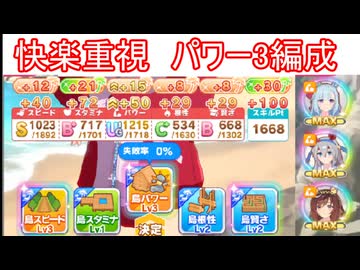 快楽重視 パワー3編成
+12 +21 +15 +8 +8 +30
+40 +72 +50 +29 +29 +100
スピード スタミナ パワー 根性 賢さ スキルPt
S 1023 /1892 B+ 717 /1701 1215 /1718 C 534 /1630 B 668 /1302 1668
失敗率 0%
島スピード 島スタミナ 島パワー 島根性 島賢さ
Lv3 Lv1 Lv3 Lv2 Lv2
決定
MAX
MAX
MAX